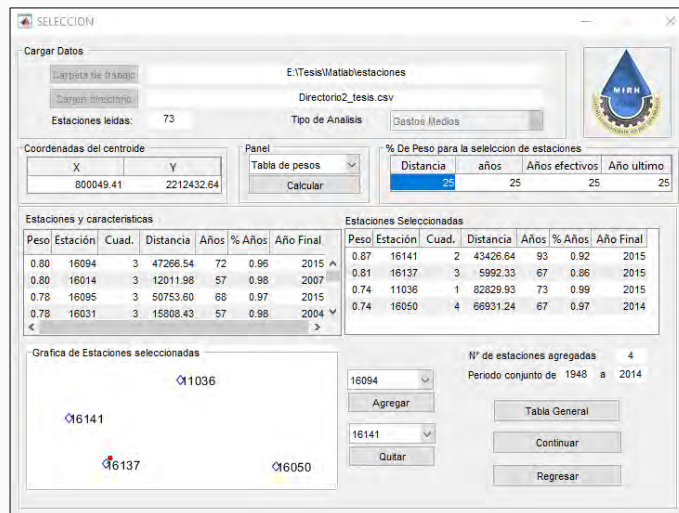 SELECCION
Cargar Datos
Carpeta de trabajo E:\Tesis\Matlab\estaciones
Cargar directorio Directorio2_tesis.csv
Estaciones leidas: 73 Tipo de Analisis Gastos Medios
MIRH
Coordenadas del centroide
X Y
800049.41 2212432.64
Panel
Tabla de pesos
Calcular
% De Peso para la seleccion de estaciones
Distancia años Años efectivos Año ultimo
25 25 25 25
Estaciones y caracteristicas
Peso Estación Cuad. Distancia Años % Años Año Final
0.80 16094 3 47266.54 72 0.96 2015
0.80 16014 3 12011.98 57 0.98 2007
0.78 16095 3 50753.60 68 0.97 2015
0.78 16031 3 15808.43 57 0.98 2004
Estaciones Seleccionadas
Peso Estación Cuad. Distancia Años % Años Año Final
0.87 16141 2 43426.64 93 0.92 2015
0.81 16137 3 5992.33 67 0.86 2015
0.74 11036 1 82829.93 73 0.99 2015
0.74 16050 4 66931.24 67 0.97 2014
Grafica de Estaciones seleccionadas
11036
16141
16137
16050
16094
Agregar
16141
Quitar
N° de estaciones agregadas 4
Periodo conjunto de 1948 a 2014
Tabla General
Continuar
Regresar